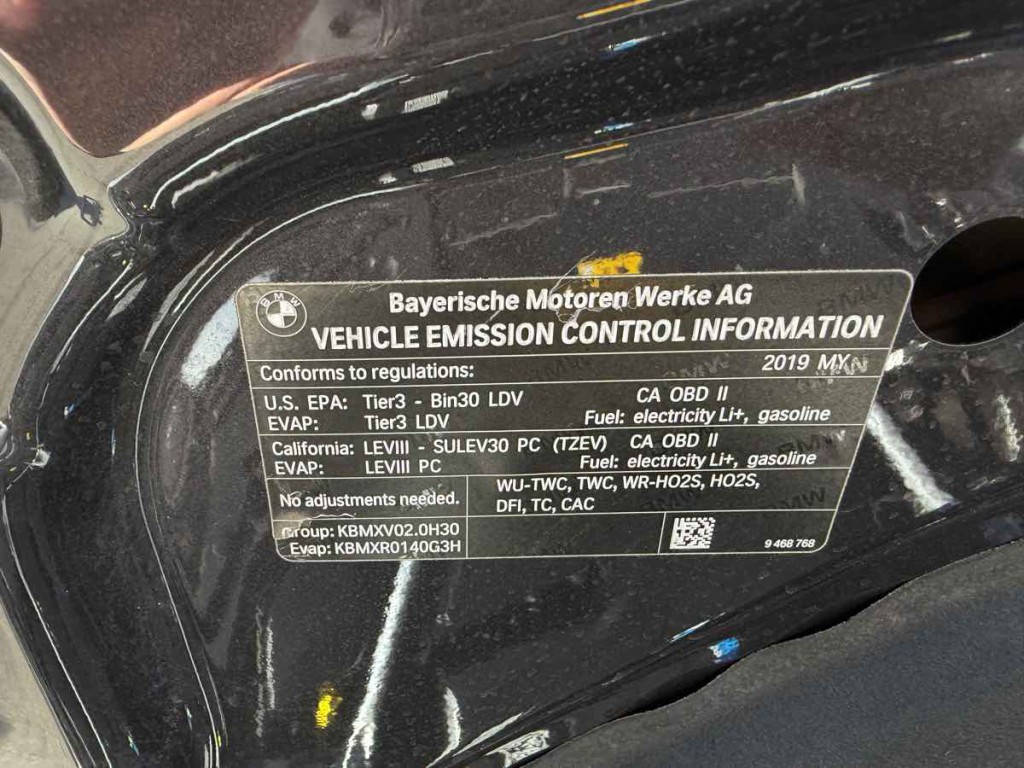 BMW
Bayerische Motoren Werke AG
VEHICLE EMISSION CONTROL INFORMATION
Conforms to regulations: 2019 MY
U.S. EPA: Tier3 - Bin30 LDV CA OBD II
EVAP: Tier3 LDV Fuel: electricity Li+, gasoline
California: LEVIII - SULEV30 PC (TZEV) CA OBD II
EVAP: LEVIII PC Fuel: electricity Li+, gasoline
No adjustments needed. WU-TWC, TWC, WR-HO2S, HO2S,
DFI, TC, CAC
Group: KBMXV02.0H30
Evap: KBMXR0140G3H
9 468 768